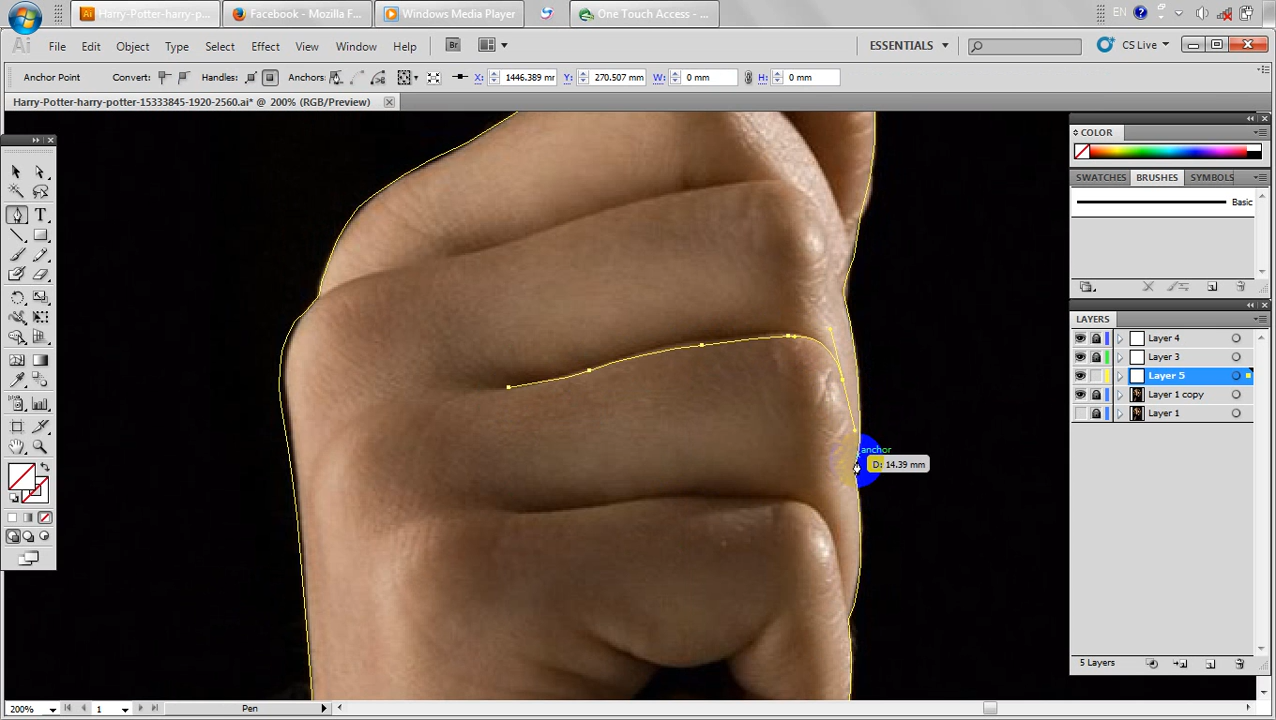 Harry-Potter-harry-p...
Facebook - Mozilla F...
Windows Media Player
One Touch Access - ...
EN
Ai
File
Edit
Object
Type
Select
Effect
View
Window
Help
Br
ESSENTIALS
CS Live
Anchor Point
Convert:
Handles:
Anchors:
X:
1446.389 mm
Y:
270.507 mm
W:
0 mm
H:
0 mm
Harry-Potter-harry-potter-15333845-1920-2560.ai* @ 200% (RGB/Preview)
COLOR
SWATCHES
BRUSHES
SYMBOLS
Basic
LAYERS
Layer 4
Layer 3
Layer 5
Layer 1 copy
Layer 1
5 Layers
anchor
D: 14.39 mm
200%
1
Pen